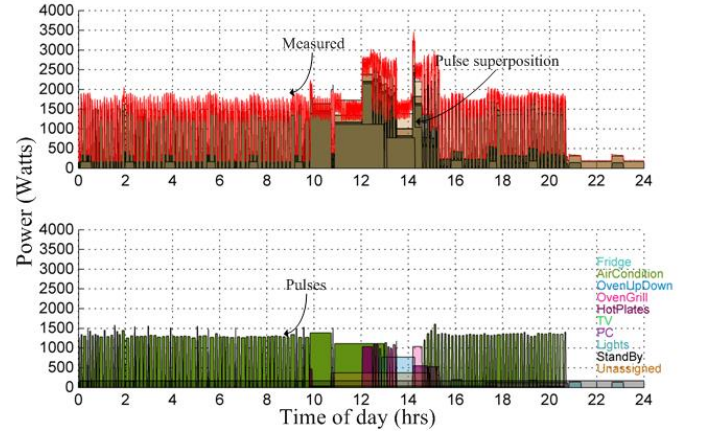 4000
3500
3000
2500
2000
1500
1000
500
0
Measured
Pulse superposition
0 2 4 6 8 10 12 14 16 18 20 22 24
Power (Watts)
4000
3500
3000
2500
2000
1500
1000
500
0
Pulses
Fridge
AirCondition
OvenUpDown
OvenGrill
HotPlates
TV
PC
Lights
StandBy
Unassigned
0 2 4 6 8 10 12 14 16 18 20 22 24
Time of day (hrs)